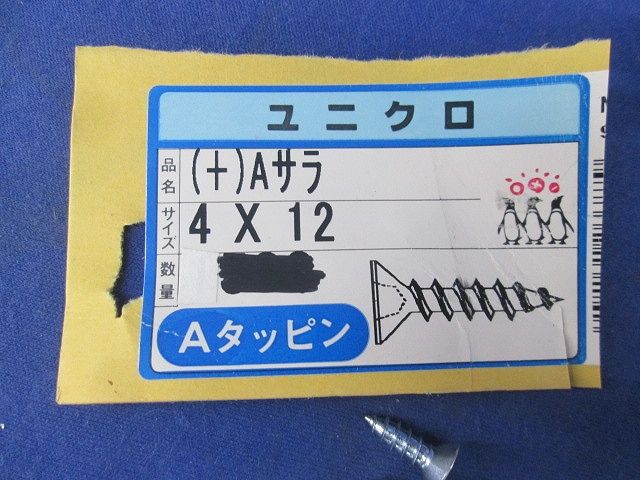 ユニクロ
品名 (+)Aサラ
サイズ 4 X 12
数量
Aタッピン